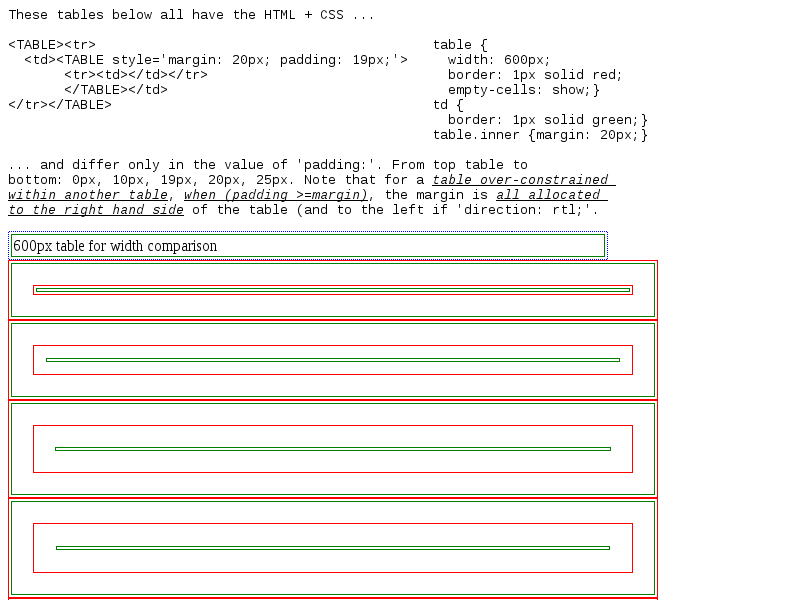 These tables below all have the HTML + CSS ...
<TABLE><tr> table {
<td><TABLE style='margin: 20px; padding: 19px;'> width: 600px;
<tr><td></td></tr> border: 1px solid red;
</TABLE></td> empty-cells: show;}
</tr></TABLE> td {
border: 1px solid green;}
table.inner {margin: 20px;}
... and differ only in the value of 'padding:'. From top table to
bottom: 0px, 10px, 19px, 20px, 25px. Note that for a table over-constrained
within another table, when (padding >=margin), the margin is all allocated
to the right hand side of the table (and to the left if 'direction: rtl;'.
600px table for width comparison